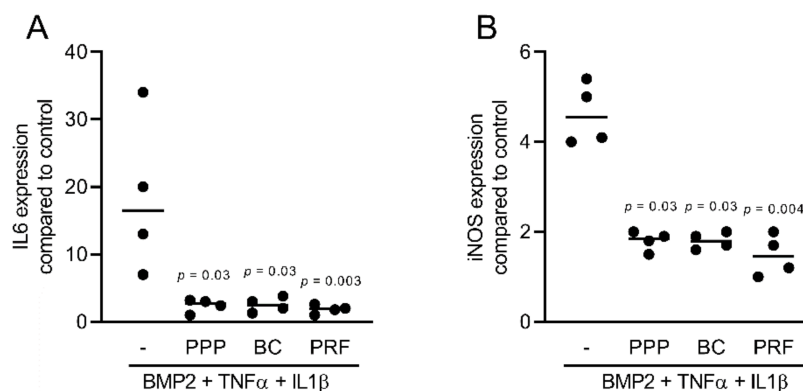 A
IL6 expression
compared to control
40
30
20
10
0
p = 0.03
p = 0.03
p = 0.003
- PPP BC PRF
BMP2 + TNFα + IL1β
B
iNOS expression
compared to control
6
4
2
0
p = 0.03
p = 0.03
p = 0.004
- PPP BC PRF
BMP2 + TNFα + IL1β